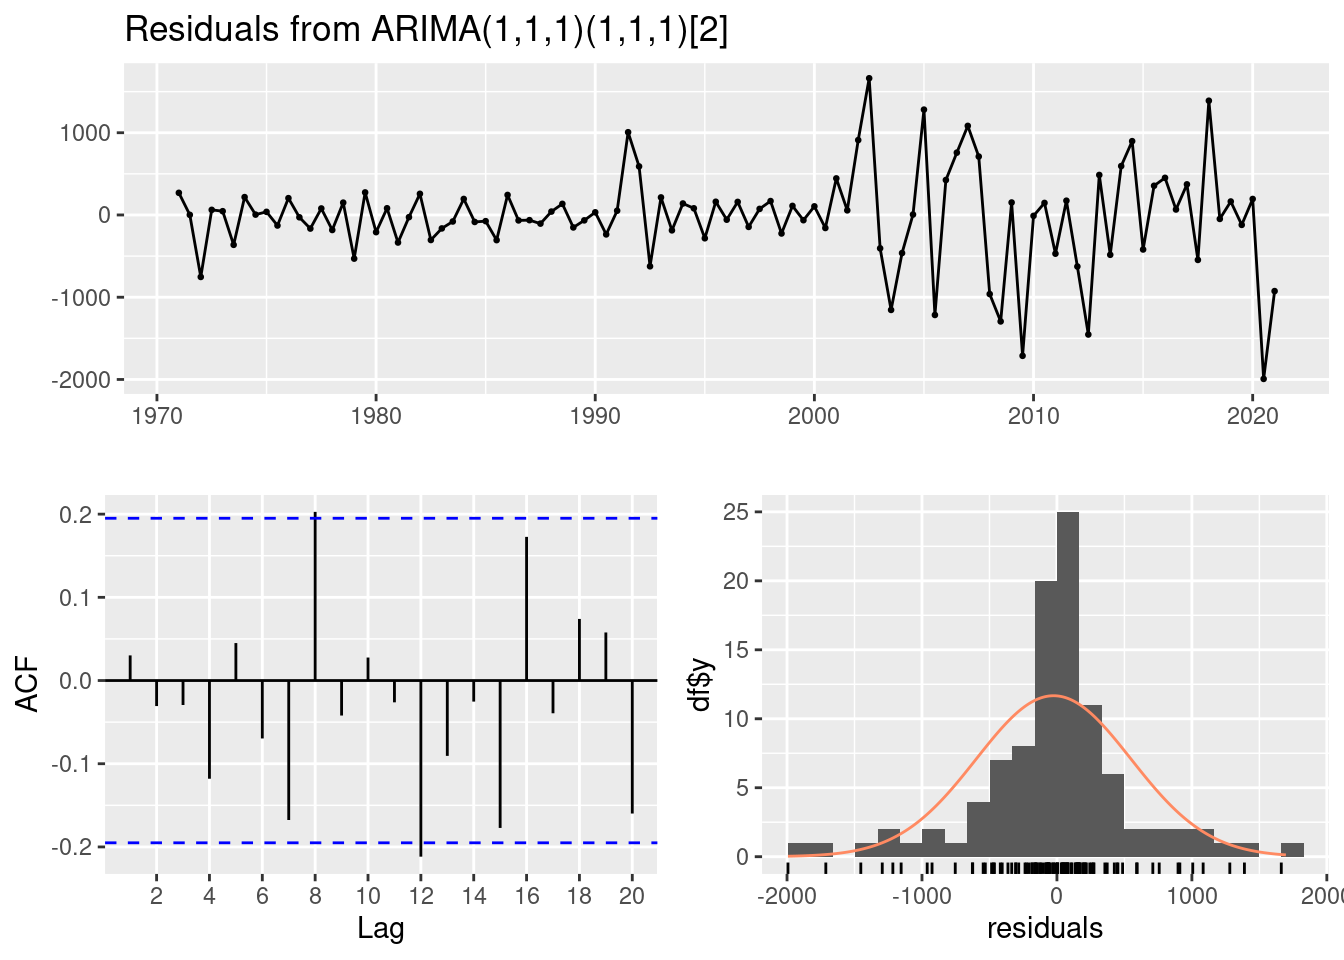 Residuals from ARIMA(1,1,1)(1,1,1)[2]
1000
0
-1000
-2000
1970 1980 1990 2000 2010 2020
ACF
0.2
0.1
0.0
-0.1
-0.2
2 4 6 8 10 12 14 16 18 20
Lag
df$y
25
20
15
10
5
0
-2000 -1000 0 1000 2000
residuals